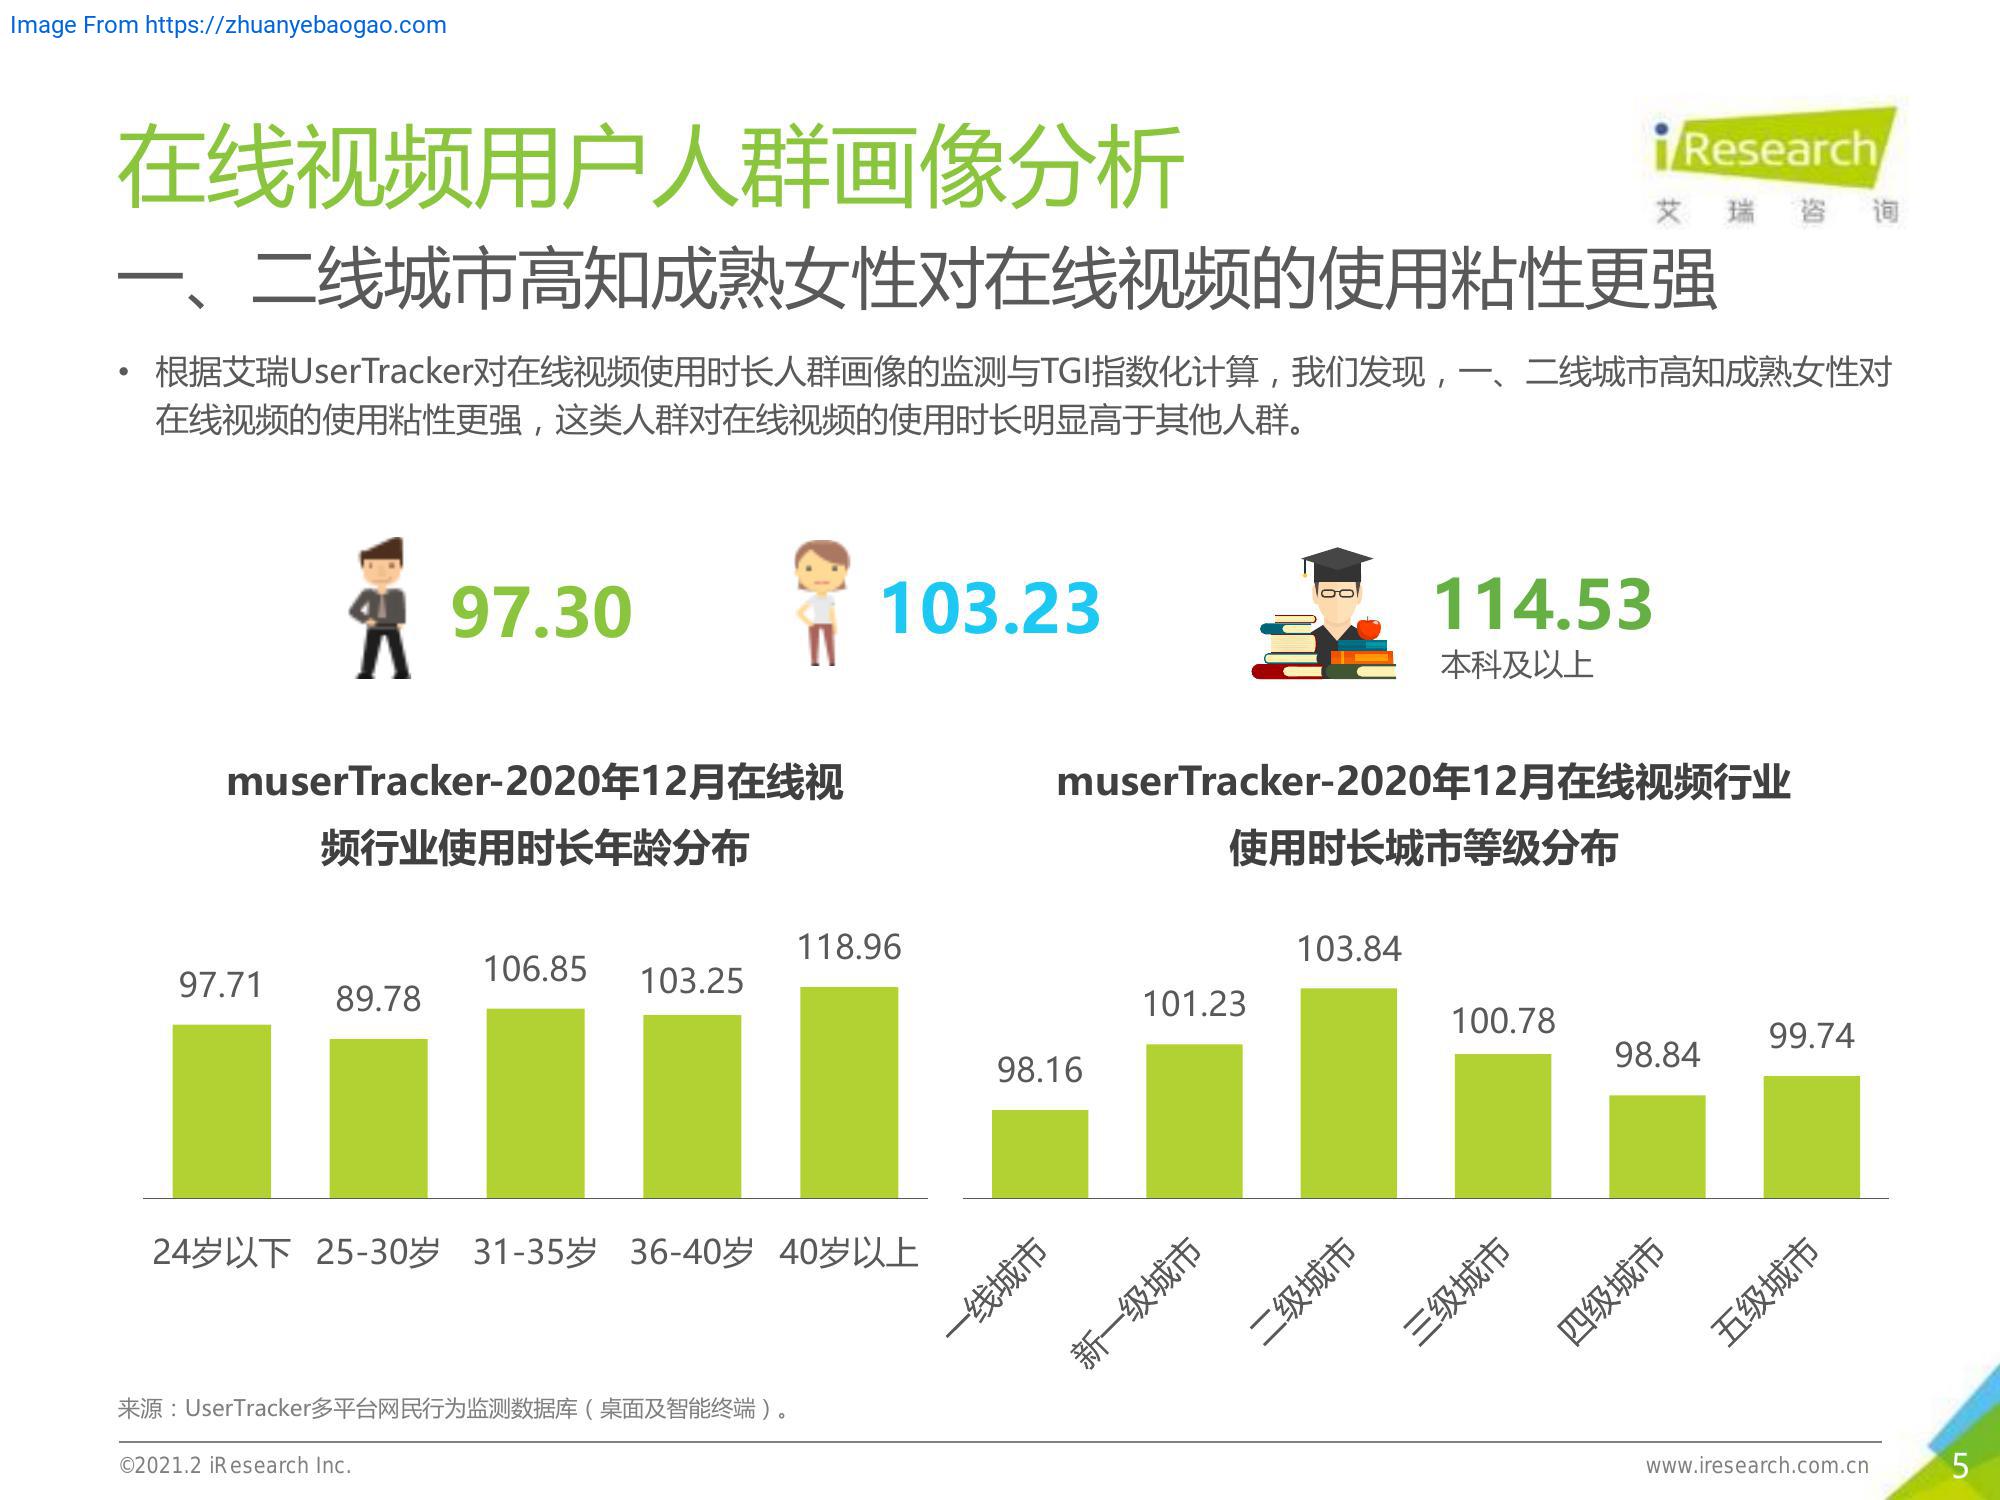 Image From https://zhuanyebaogao.com
在线视频用户人群画像分析
iResearch
艾瑞咨询
一、二线城市高知成熟女性对在线视频的使用粘性更强
• 根据艾瑞UserTracker对在线视频使用时长人群画像的监测与TGI指数化计算，我们发现，一、二线城市高知成熟女性对
在线视频的使用粘性更强，这类人群对在线视频的使用时长明显高于其他人群。
97.30
103.23
114.53
本科及以上
muserTracker-2020年12月在线视
频行业使用时长年龄分布
97.71
89.78
106.85
103.25
118.96
24岁以下
25-30岁
31-35岁
36-40岁
40岁以上
muserTracker-2020年12月在线视频行业
使用时长城市等级分布
98.16
101.23
103.84
100.78
98.84
99.74
一线城市
新一级城市
二级城市
三级城市
四级城市
五级城市
来源：UserTracker多平台网民行为监测数据库（桌面及智能终端）。
©2021.2 iResearch Inc.
www.iresearch.com.cn
5